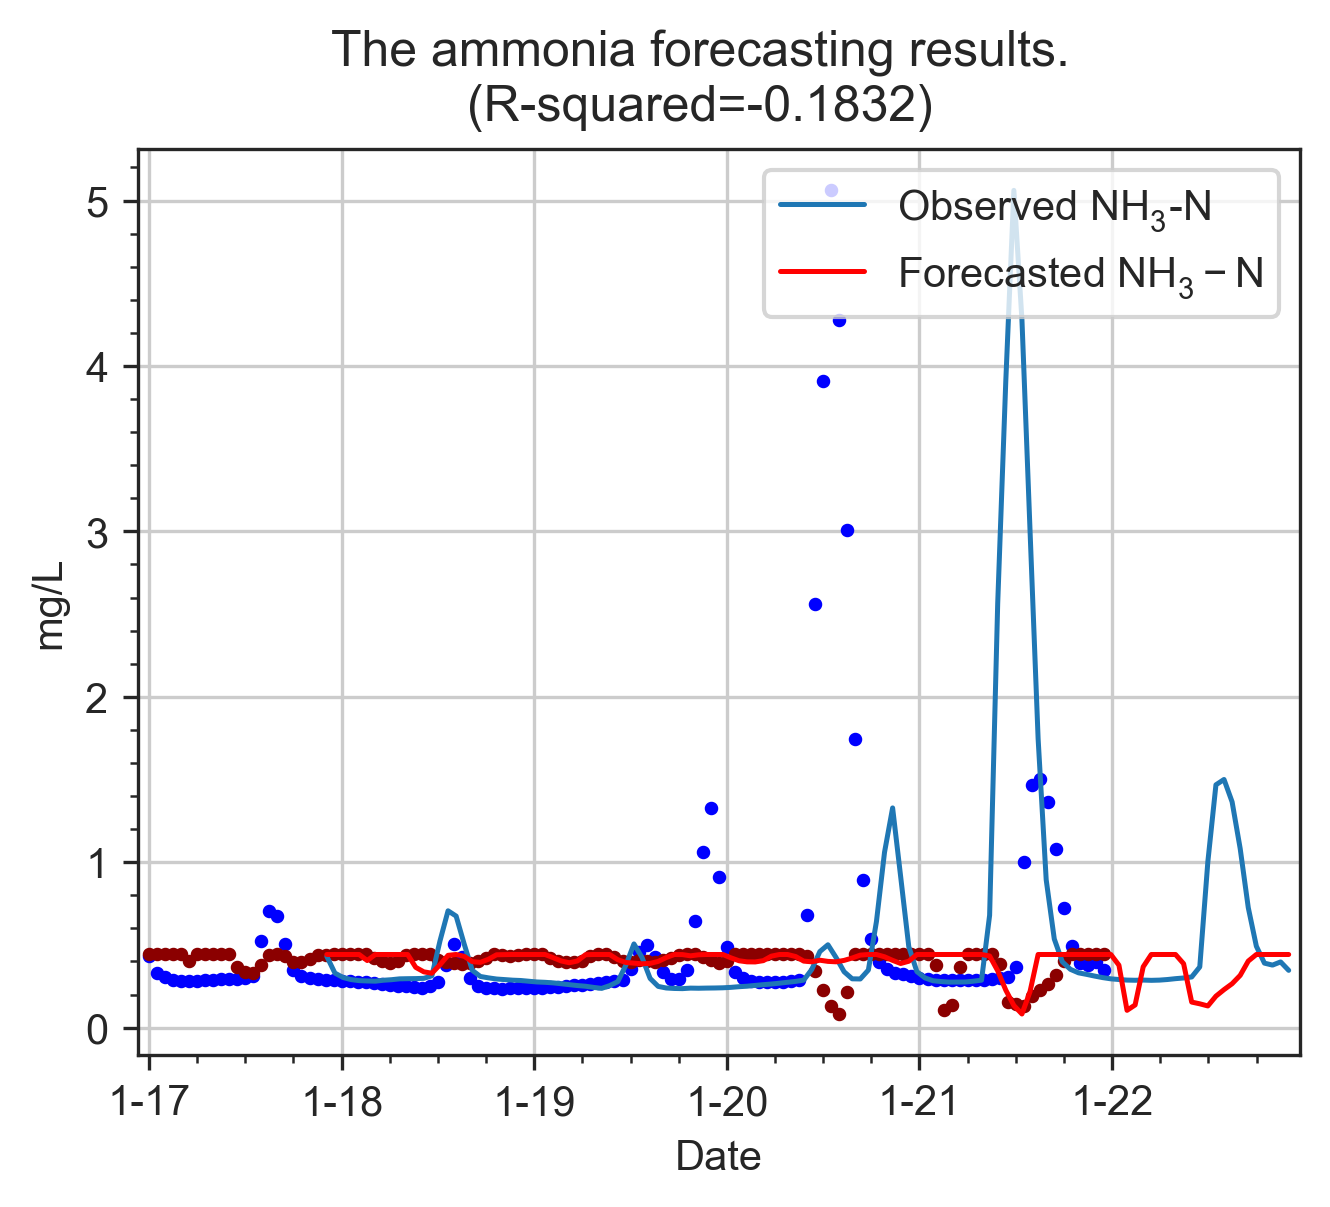 The ammonia forecasting results.
(R-squared=-0.1832)
Observed NH₃-N
Forecasted NH₃ − N
5
4
3
2
1
0
mg/L
1-17 1-18 1-19 1-20 1-21 1-22
Date